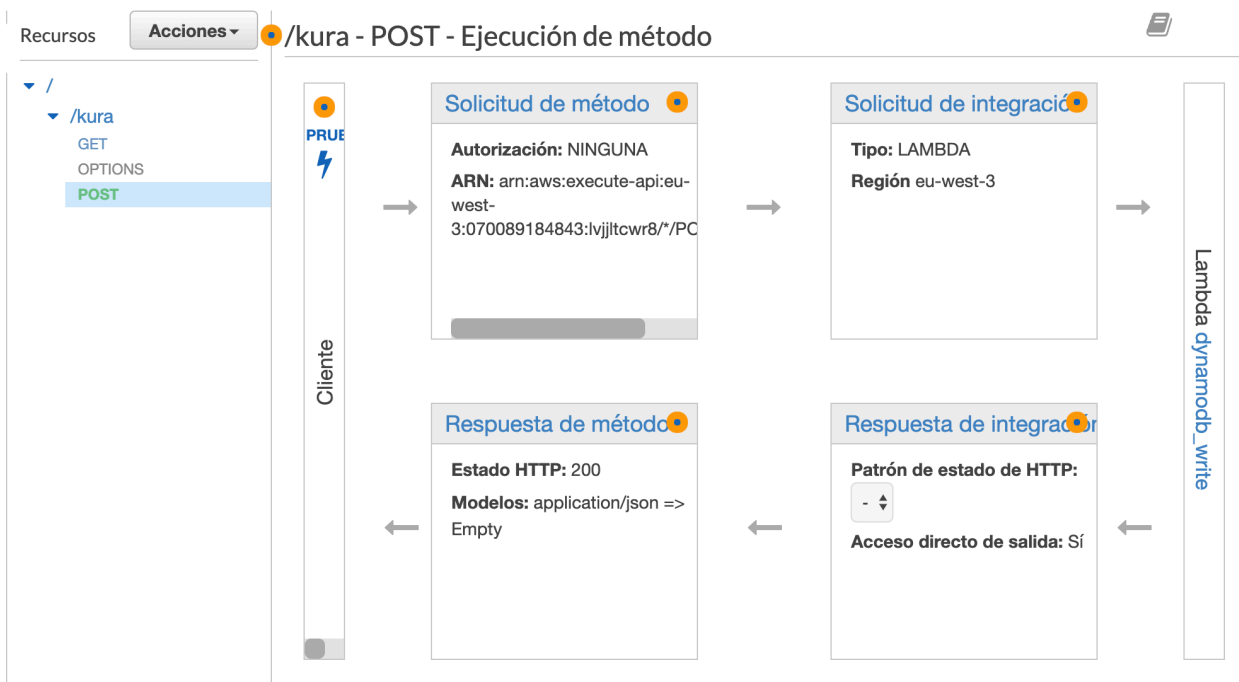 Recursos
Acciones
/kura - POST - Ejecución de método
/
/kura
GET
OPTIONS
POST
PRUE
Cliente
Solicitud de método
Autorización: NINGUNA
ARN: arn:aws:execute-api:eu-
west-
3:070089184843:lvjjltcwr8/*/PO
Solicitud de integració
Tipo: LAMBDA
Región eu-west-3
Lambda dynamodb_write
Respuesta de método
Estado HTTP: 200
Modelos: application/json =>
Empty
Respuesta de integración
Patrón de estado de HTTP:
-
Acceso directo de salida: Sí